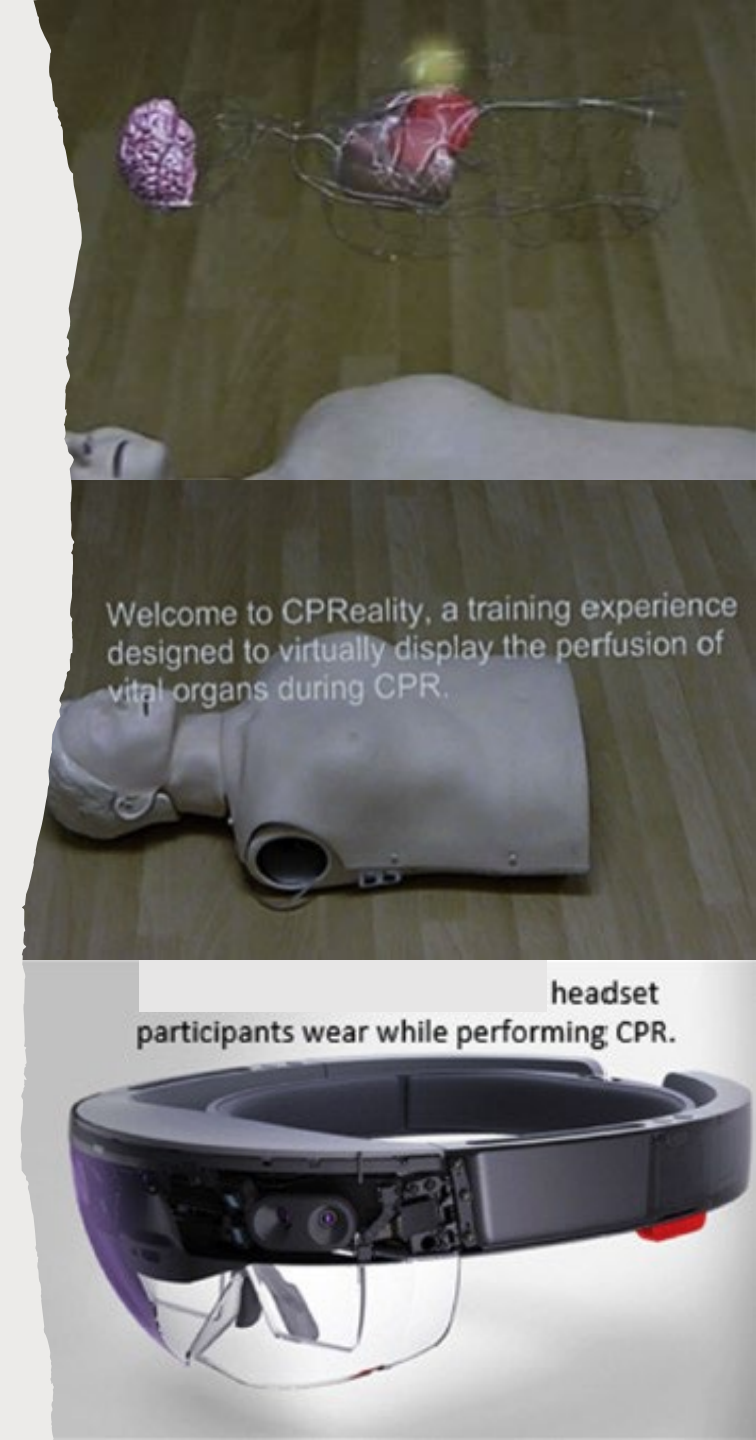 Welcome to CPReality, a training experience
designed to virtually display the perfusion of
vital organs during CPR.
headset
participants wear while performing CPR.